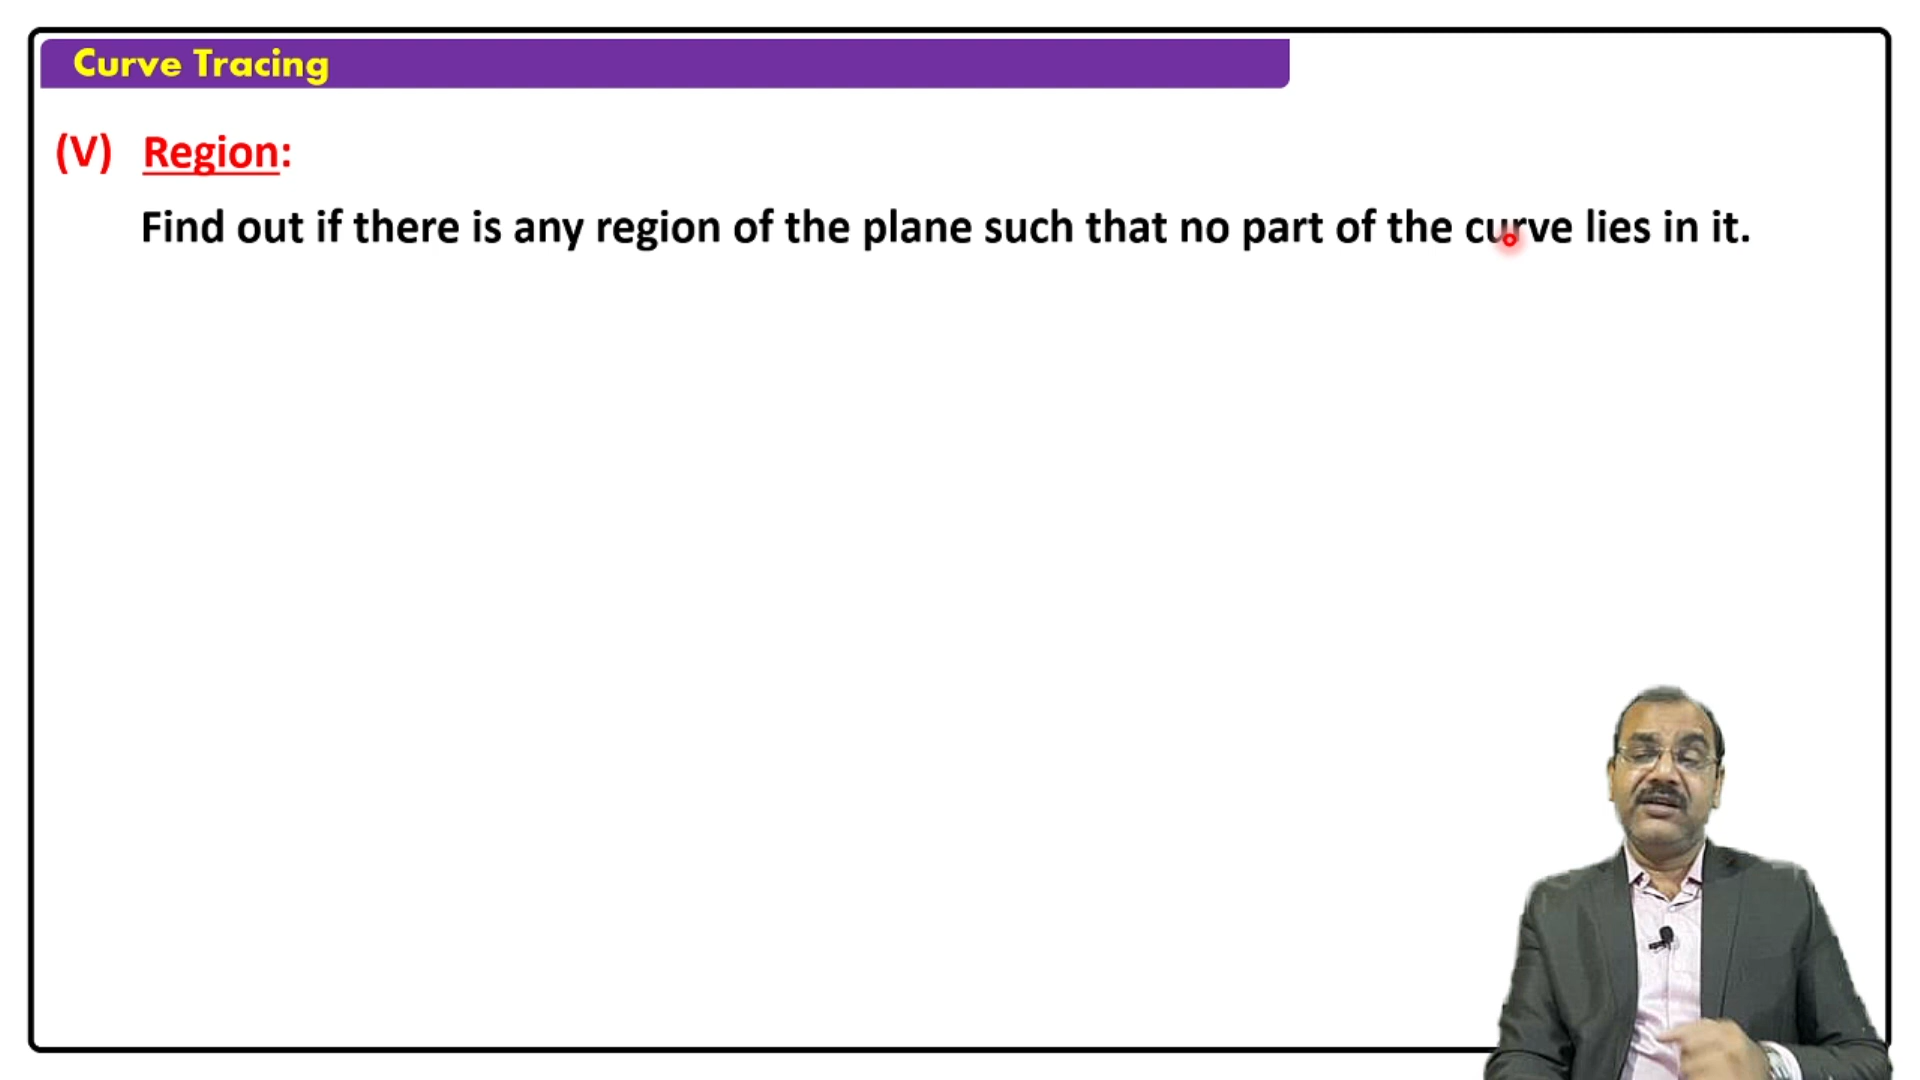 Curve Tracing
(V) Region:
Find out if there is any region of the plane such that no part of the curve lies in it.